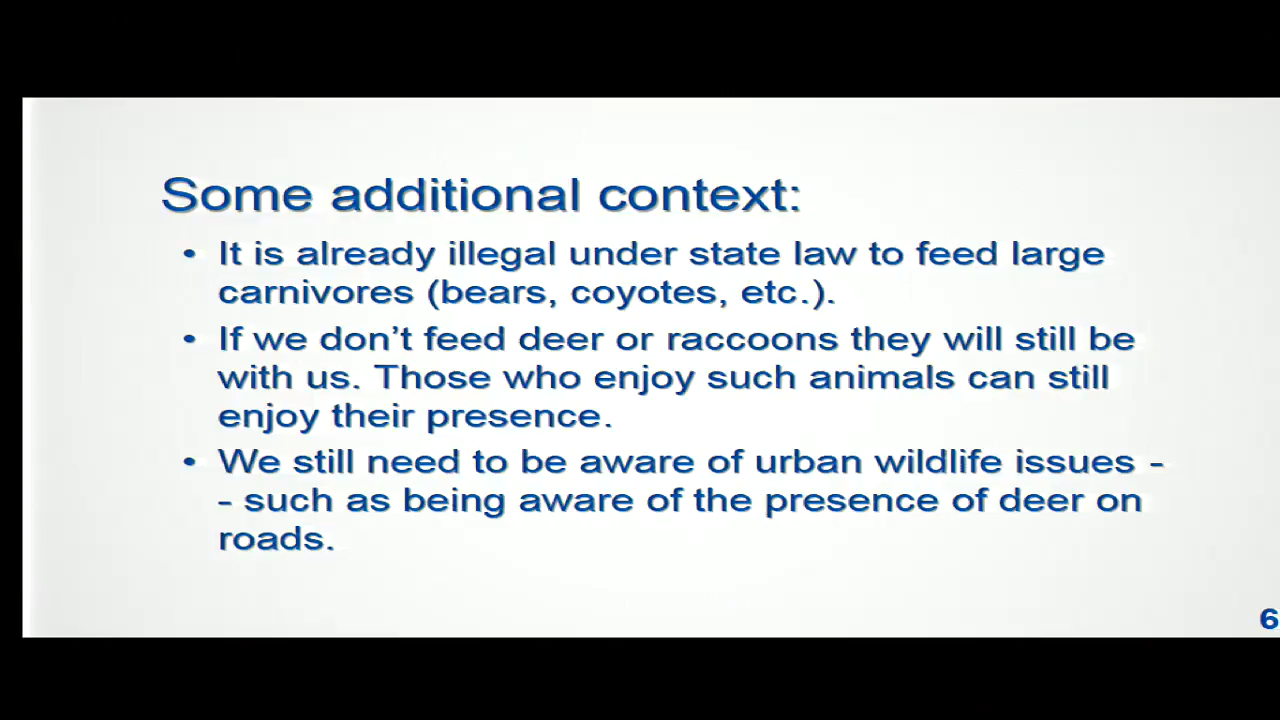 Some additional context:
• It is already illegal under state law to feed large
carnivores (bears, coyotes, etc.).
• If we don’t feed deer or raccoons they will still be
with us. Those who enjoy such animals can still
enjoy their presence.
• We still need to be aware of urban wildlife issues -
- such as being aware of the presence of deer on
roads.
6